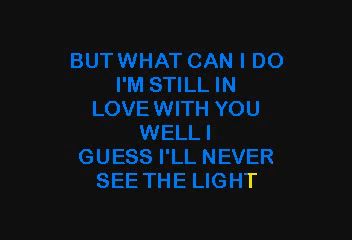 BUT WHAT CAN I DO
I'M STILL IN
LOVE WITH YOU
WELL I
GUESS I'LL NEVER
SEE THE LIGHT